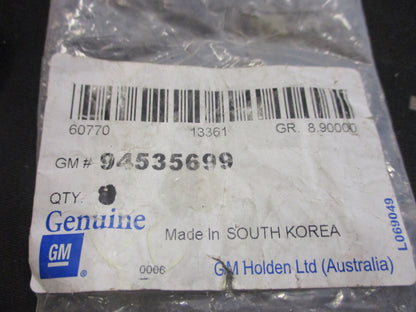 60770 13361 GR. 8.90000
GM # 94535699
QTY.
Genuine
GM
Made In SOUTH KOREA
0006 GM Holden Ltd (Australia)
L069049